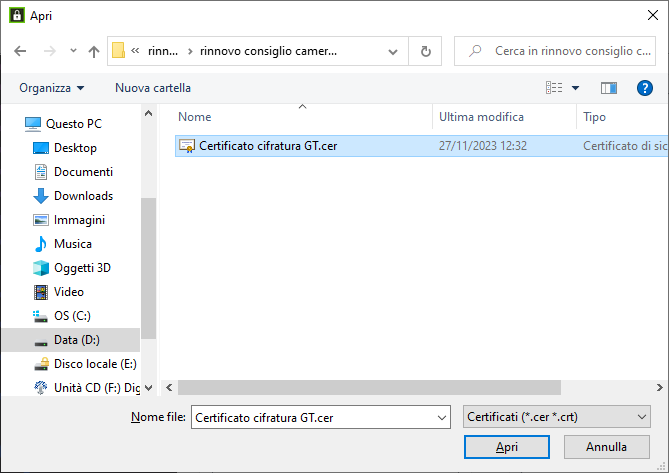 Apri
rinn... rinnovo consiglio camer...
Cerca in rinnovo consiglio c...
Organizza
Nuova cartella
Nome
Ultima modifica
Tipo
Certificato cifratura GT.cer
27/11/2023 12:32
Certificato di sic
Questo PC
Desktop
Documenti
Downloads
Immagini
Musica
Oggetti 3D
Video
OS (C:)
Data (D:)
Disco locale (E:)
Unità CD (F:) Dig
Nome file:
Certificato cifratura GT.cer
Certificati (*.cer *.crt)
Apri
Annulla